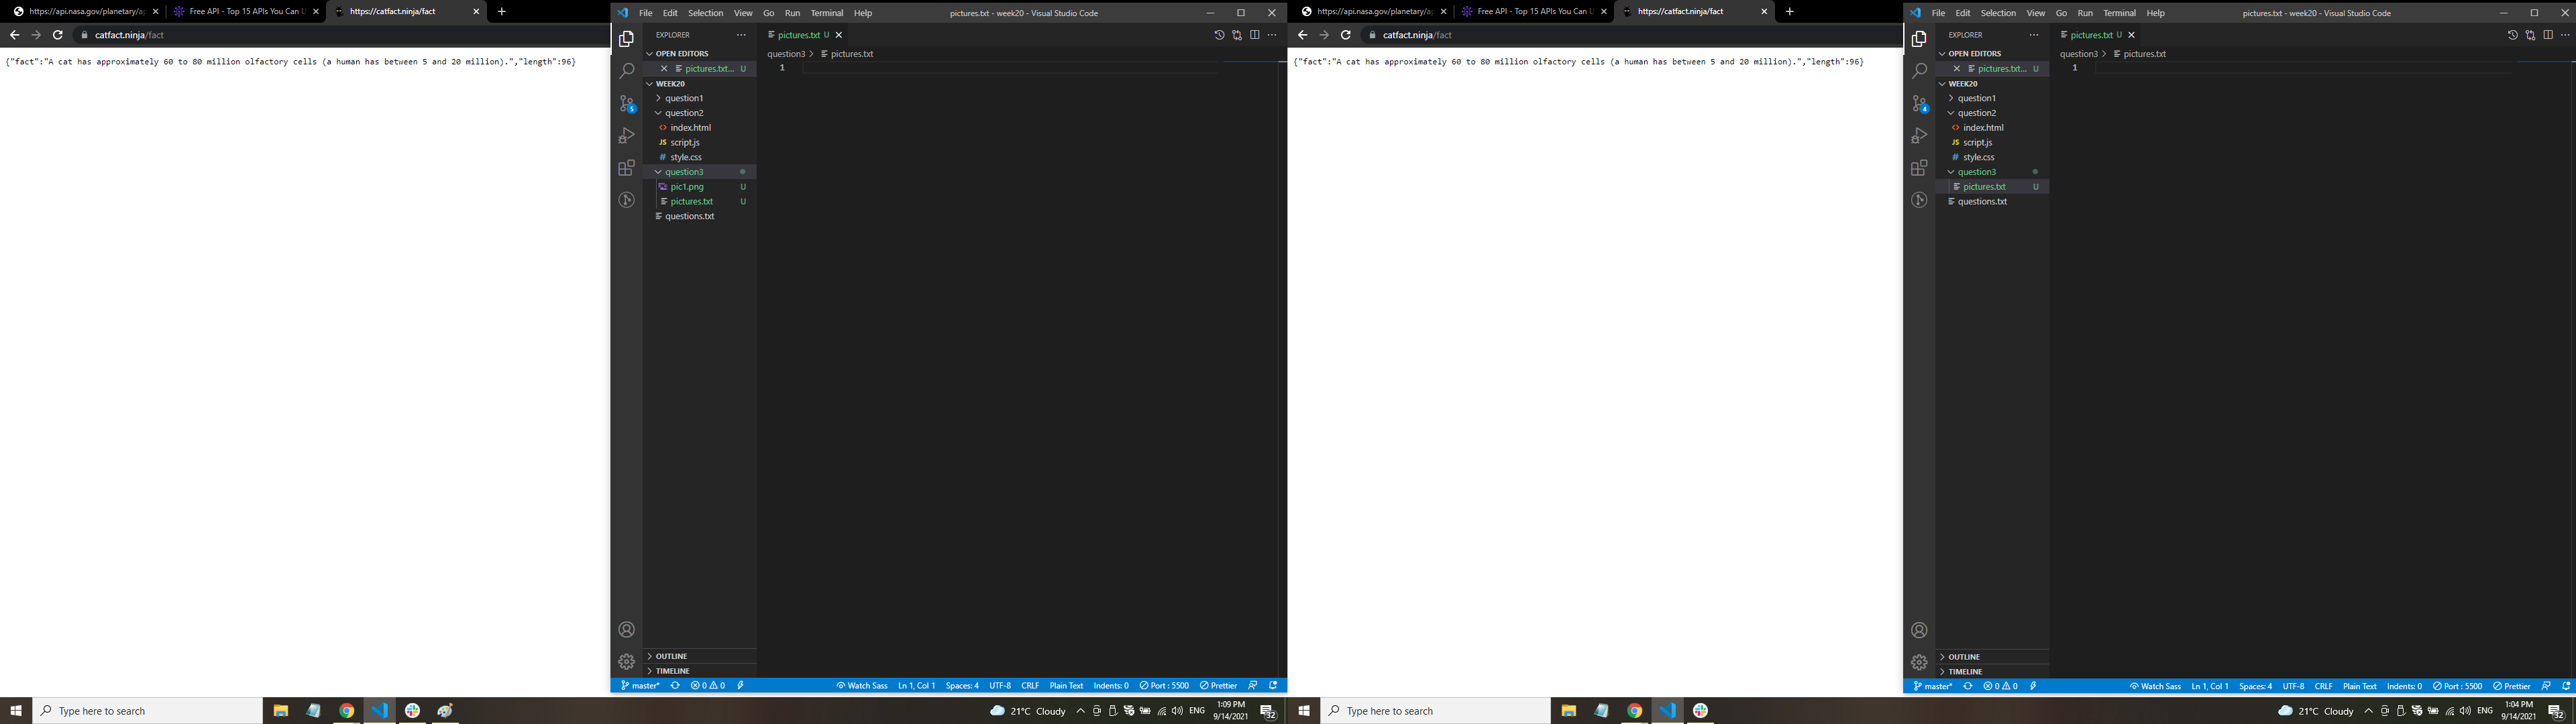 https://api.nasa.gov/planetary/ap
Free API - Top 15 APIs You Can U
https://catfact.ninja/fact
catfact.ninja/fact
{"fact":"A cat has approximately 60 to 80 million olfactory cells (a human has between 5 and 20 million).","length":96}
File Edit Selection View Go Run Terminal Help
pictures.txt - week20 - Visual Studio Code
EXPLORER
pictures.txt U
OPEN EDITORS
question3 > pictures.txt
pictures.txt... U
1
WEEK20
question1
5
question2
index.html
JS script.js
# style.css
question3
pic1.png U
pictures.txt U
questions.txt
OUTLINE
TIMELINE
master* 0 0 Watch Sass Ln 1, Col 1 Spaces: 4 UTF-8 CRLF Plain Text Indents: 0 Port : 5500 Prettier
Type here to search
21°C Cloudy
ENG
1:09 PM
9/14/2021
32
https://api.nasa.gov/planetary/ap
Free API - Top 15 APIs You Can U
https://catfact.ninja/fact
catfact.ninja/fact
{"fact":"A cat has approximately 60 to 80 million olfactory cells (a human has between 5 and 20 million).","length":96}
File Edit Selection View Go Run Terminal Help
pictures.txt - week20 - Visual Studio Code
EXPLORER
pictures.txt U
OPEN EDITORS
question3 > pictures.txt
pictures.txt... U
1
WEEK20
question1
4
question2
index.html
JS script.js
# style.css
question3
pictures.txt U
questions.txt
OUTLINE
TIMELINE
master* 0 0 Watch Sass Ln 1, Col 1 Spaces: 4 UTF-8 CRLF Plain Text Indents: 0 Port : 5500 Prettier
Type here to search
21°C Cloudy
ENG
1:04 PM
9/14/2021
32